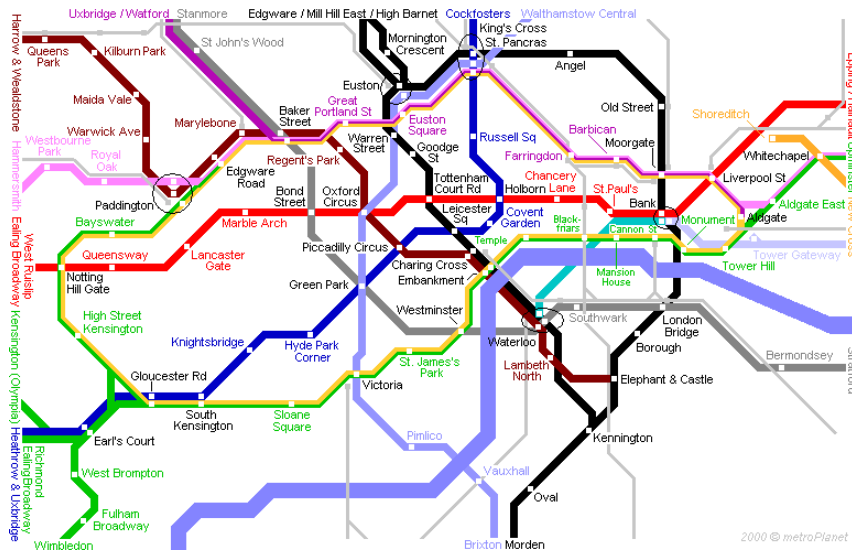 Uxbridge / Watford
Stanmore
Edgware / Mill Hill East / High Barnet
Cockfosters
Walthamstow Central
Harrow & Wealdstone
Queens
Park
Kilburn Park
St John's Wood
Mornington
Crescent
King's Cross
St. Pancras
Angel
Euston
Maida Vale
Great
Portland St
Old Street
Shoreditch
Warwick Ave
Marylebone
Baker
Street
Euston
Square
Warren
Street
Russell Sq
Barbican
Moorgate
Westbourne
Park
Royal
Oak
Hammersmith
Edgware
Road
Regent's Park
Goodge
St
Farringdon
Whitechapel
Liverpool St
Paddington
Bond
Street
Oxford
Circus
Tottenham
Court Rd
Holborn
Chancery
Lane
St.Paul's
Bank
Aldgate East
Bayswater
Marble Arch
Leicester
Sq
Covent
Garden
Black-
friars
Cannon St
Monument
Aldgate
Queensway
Lancaster
Gate
Piccadilly Circus
Temple
Tower Gateway
West Ruislip
Ealing Broadway
Notting
Hill Gate
Green Park
Charing Cross
Embankment
Mansion
House
Tower Hill
High Street
Kensington
Westminster
Southwark
London
Bridge
Knightsbridge
Hyde Park
Corner
Waterloo
Borough
Bermondsey
Kensington (Olympia)
Gloucester Rd
St. James's
Park
Lambeth
North
Elephant & Castle
Victoria
South
Kensington
Sloane
Square
Heathrow & Uxbridge
Earl's Court
Pimlico
Kennington
Richmond
Ealing Broadway
West Brompton
Vauxhall
Fulham
Broadway
Oval
Wimbledon
Brixton
Morden
2000 © metroPlanet